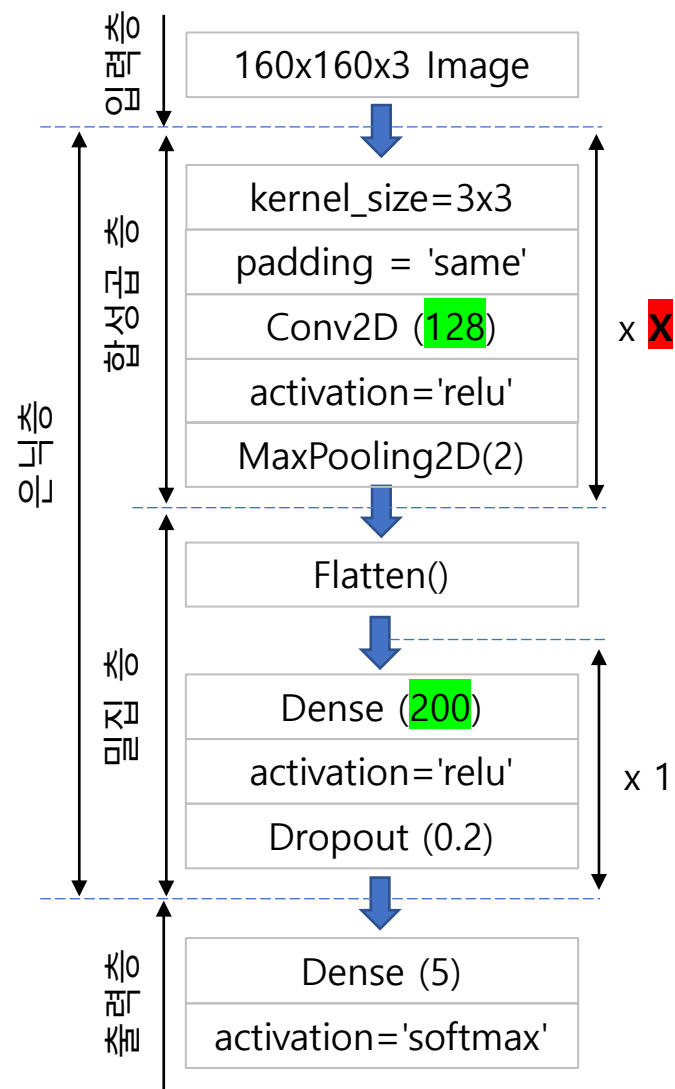 입력층
160x160x3 Image
은닉층
합성곱 층
kernel_size=3x3
padding = 'same'
Conv2D (128)
activation='relu'
MaxPooling2D(2)
x X
밀집 층
Flatten()
Dense (200)
activation='relu'
Dropout (0.2)
x 1
출력층
Dense (5)
activation='softmax'